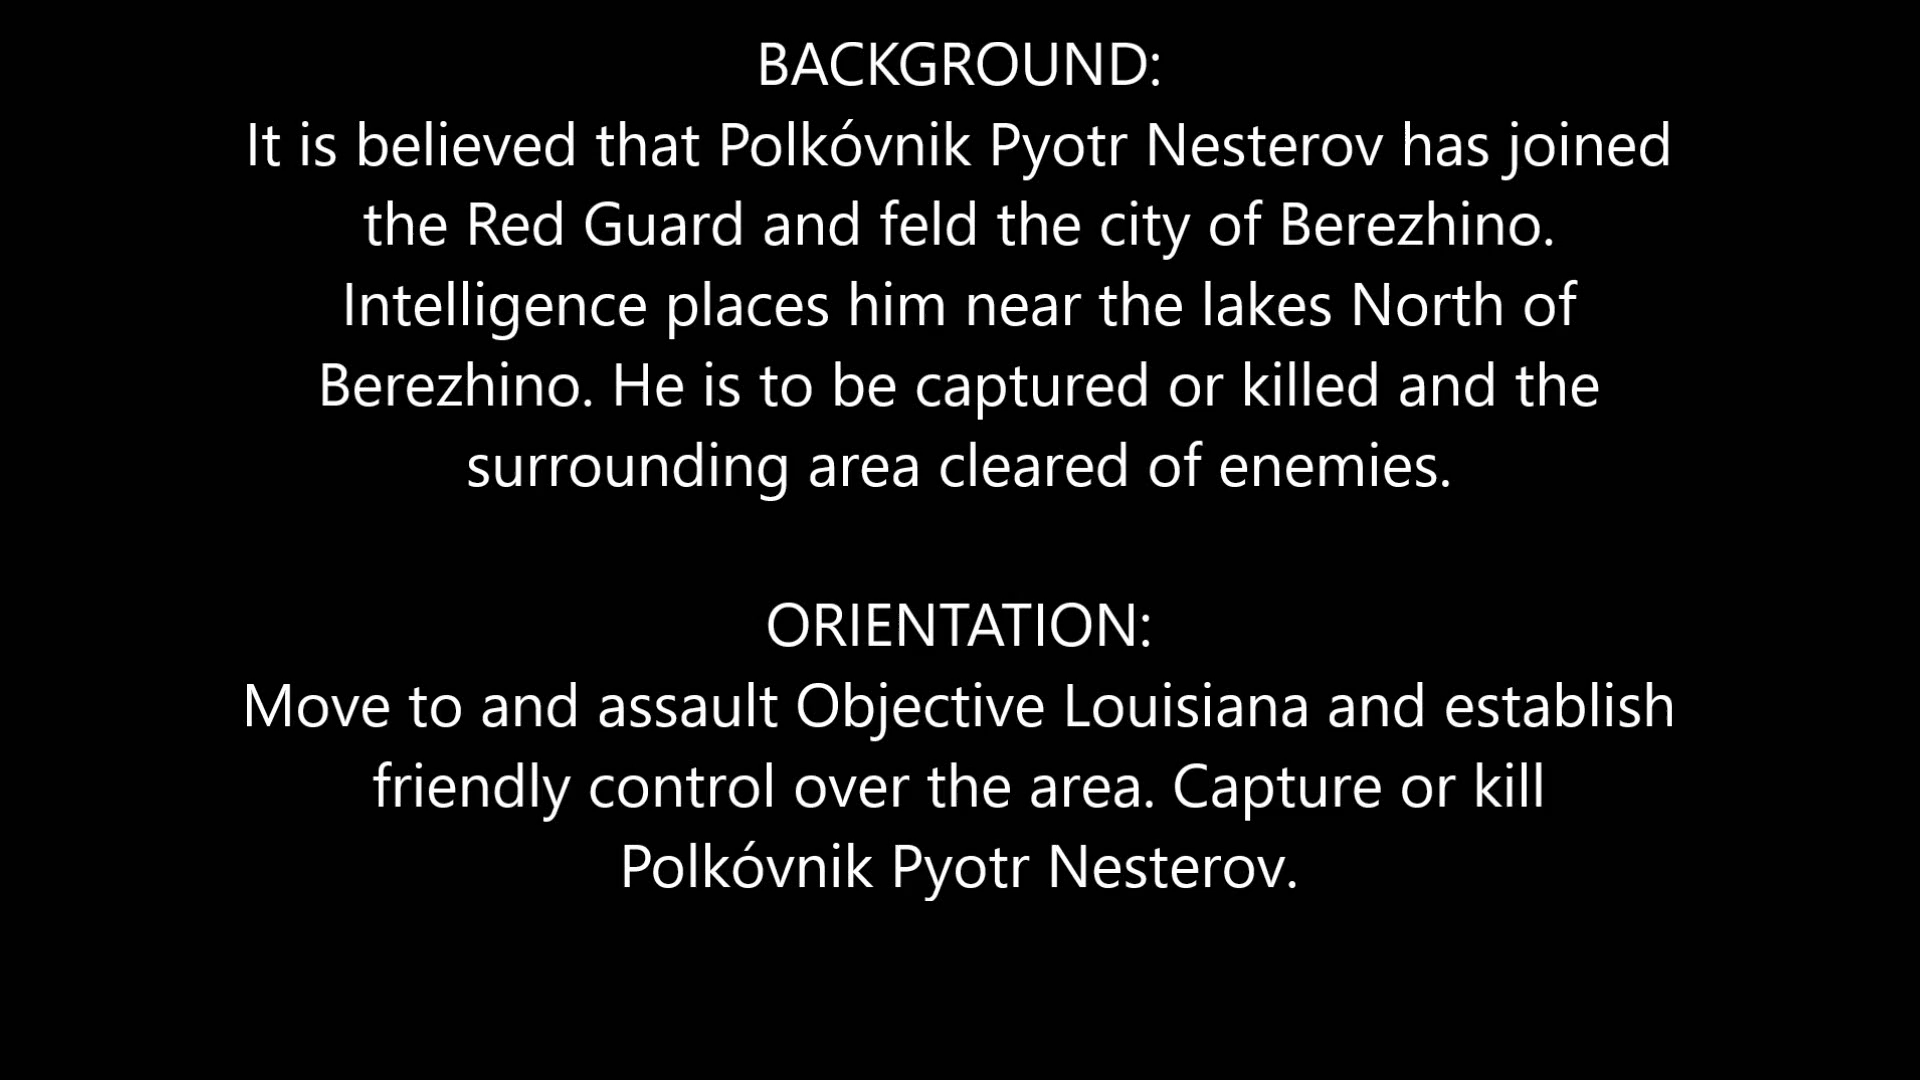 BACKGROUND:
It is believed that Polkóvnik Pyotr Nesterov has joined
the Red Guard and feld the city of Berezhino.
Intelligence places him near the lakes North of
Berezhino. He is to be captured or killed and the
surrounding area cleared of enemies.
ORIENTATION:
Move to and assault Objective Louisiana and establish
friendly control over the area. Capture or kill
Polkóvnik Pyotr Nesterov.